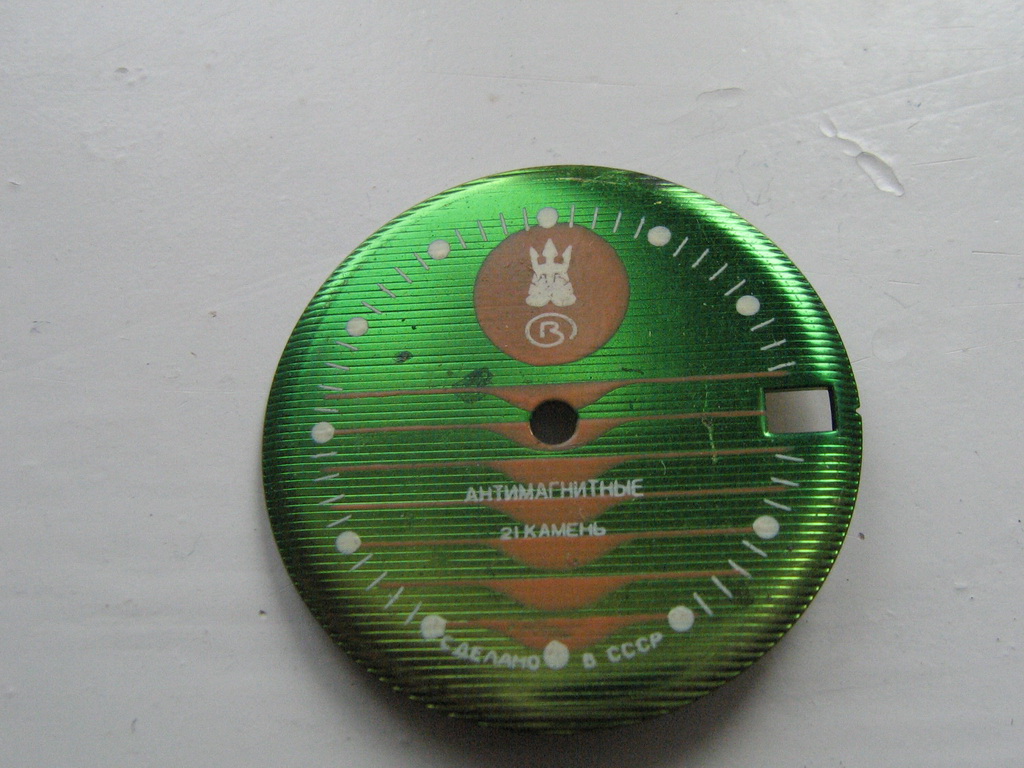 В
АНТИМАГНИТНЫЕ
21 КАМЕНЬ
СДЕЛАНО В СССР